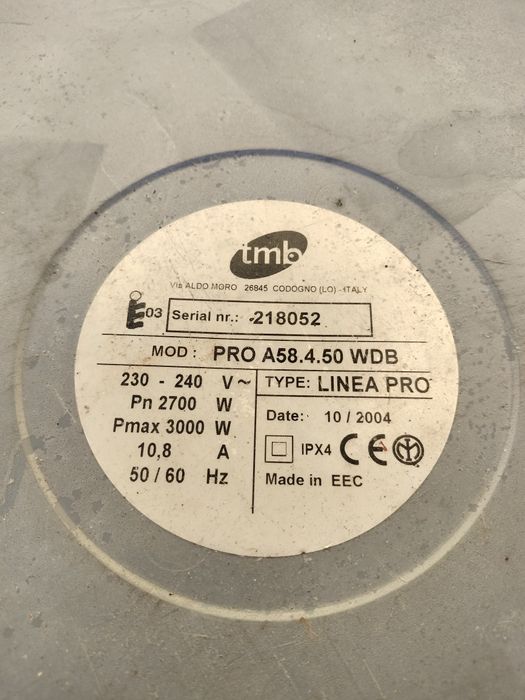 tmb
Via ALDO MORO 26845 CODOGNO (LO) - ITALY
E03 Serial nr.: 218052
MOD : PRO A58.4.50 WDB
230 - 240 V~
Pn 2700 W
Pmax 3000 W
10,8 A
50 / 60 Hz
TYPE: LINEA PRO
Date: 10 / 2004
IPX4 CE
Made in EEC